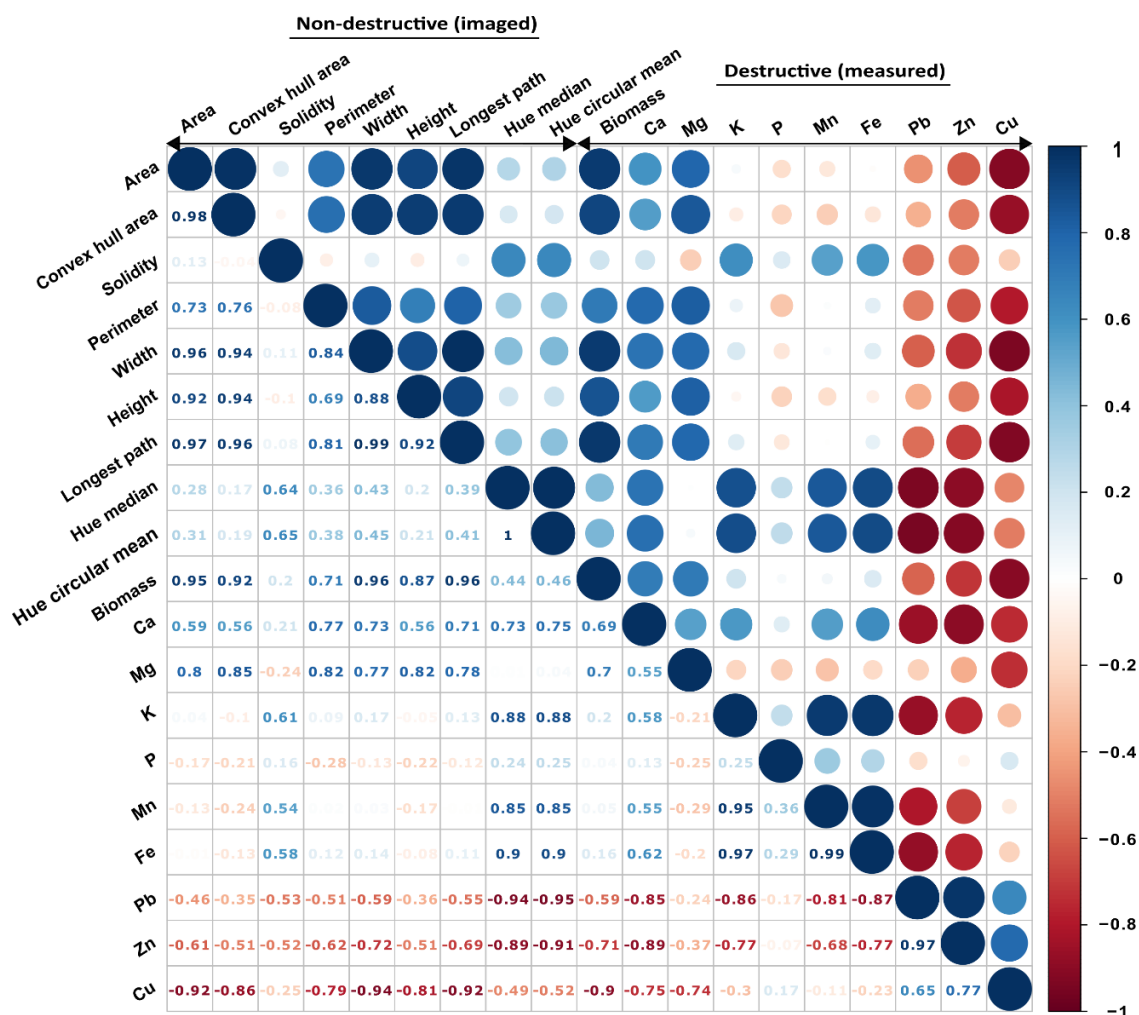 Non-destructive (imaged)
Destructive (measured)
Area Convex hull area Solidity Perimeter Width Height Longest path Hue median Hue circular mean Biomass Ca Mg K P Mn Fe Pb Zn Cu
Area
Convex hull area 0.98
Solidity 0.13 -0.04
Perimeter 0.73 0.76 -0.08
Width 0.96 0.94 0.11 0.84
Height 0.92 0.94 -0.1 0.69 0.88
Longest path 0.97 0.96 0.08 0.81 0.99 0.92
Hue median 0.28 0.17 0.64 0.36 0.43 0.2 0.39
Hue circular mean 0.31 0.19 0.65 0.38 0.45 0.21 0.41 1
Biomass 0.95 0.92 0.2 0.71 0.96 0.87 0.96 0.44 0.46
Ca 0.59 0.56 0.21 0.77 0.73 0.56 0.71 0.73 0.75 0.69
Mg 0.8 0.85 -0.24 0.82 0.77 0.82 0.78 0.04 0.7 0.55
K 0.04 -0.1 0.61 0.09 0.17 -0.05 0.13 0.88 0.88 0.2 0.58 -0.21
P -0.17 -0.21 0.16 -0.28 -0.13 -0.22 -0.12 0.24 0.25 0.04 0.13 -0.25 0.25
Mn -0.13 -0.24 0.54 -0.17 0.85 0.85 0.05 0.55 -0.29 0.95 0.36
Fe -0.13 0.58 0.12 0.14 -0.08 0.11 0.9 0.9 0.16 0.62 -0.2 0.97 0.29 0.99
Pb -0.46 -0.35 -0.53 -0.51 -0.59 -0.36 -0.55 -0.94 -0.95 -0.59 -0.85 -0.24 -0.86 -0.17 -0.81 -0.87
Zn -0.61 -0.51 -0.52 -0.62 -0.72 -0.51 -0.69 -0.89 -0.91 -0.71 -0.89 -0.37 -0.77 -0.07 -0.68 -0.77 0.97
Cu -0.92 -0.86 -0.25 -0.79 -0.94 -0.81 -0.92 -0.49 -0.52 -0.9 -0.75 -0.74 -0.3 0.17 -0.11 -0.23 0.65 0.77
1
0.8
0.6
0.4
0.2
0
−0.2
−0.4
−0.6
−0.8
−1